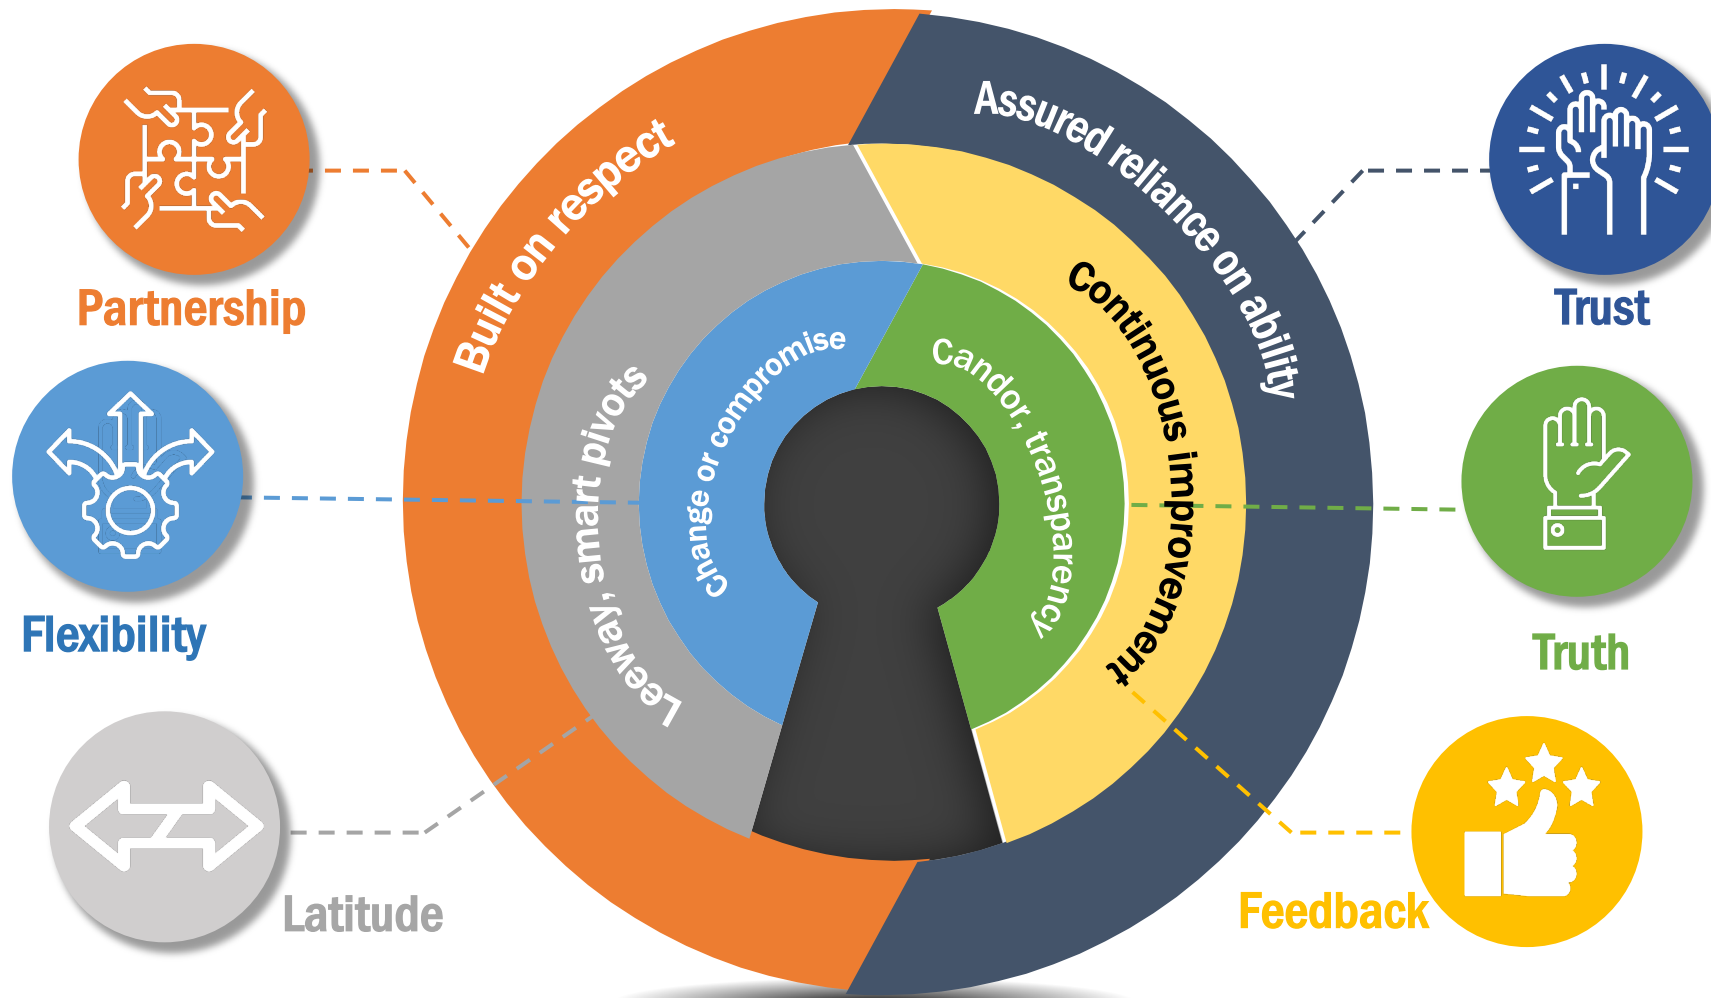 Partnership
Flexibility
Latitude
Built on respect
Leeway, smart pivots
Change or compromise
Candor, transparency
Continuous improvement
Assured reliance on ability
Trust
Truth
Feedback